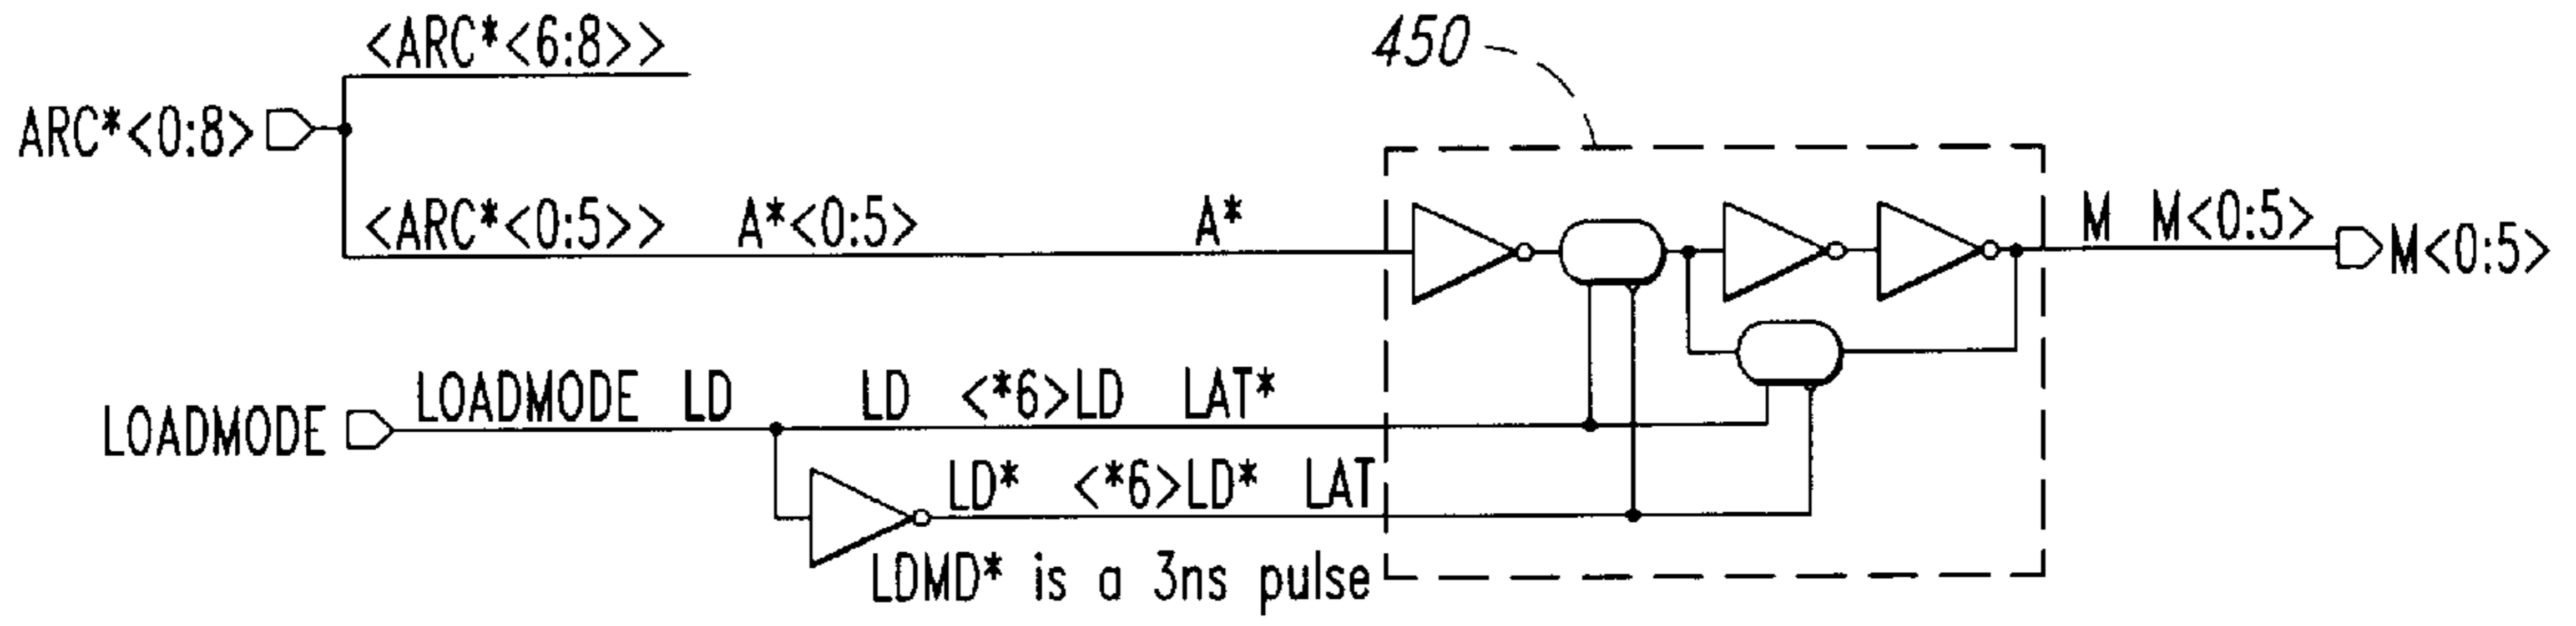 <ARC*<6:8>>
450
ARC*<0:8>
<ARC*<0:5>> A*<0:5> A* M M<0:5>
M<0:5>
LOADMODE LD LD <*6>LD LAT*
LOADMODE
LD* <*6>LD* LAT
LDMD* is a 3ns pulse